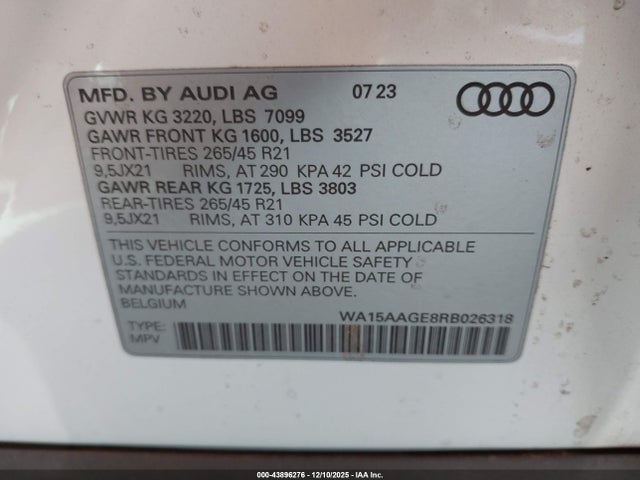 MFD. BY AUDI AG 07 23
GVWR KG 3220, LBS 7099
GAWR FRONT KG 1600, LBS 3527
FRONT-TIRES 265/45 R21
9,5JX21 RIMS, AT 290 KPA 42 PSI COLD
GAWR REAR KG 1725, LBS 3803
REAR-TIRES 265/45 R21
9,5JX21 RIMS, AT 310 KPA 45 PSI COLD
THIS VEHICLE CONFORMS TO ALL APPLICABLE
U.S. FEDERAL MOTOR VEHICLE SAFETY
STANDARDS IN EFFECT ON THE DATE OF
MANUFACTURE SHOWN ABOVE.
BELGIUM
WA15AAGE8RB026318
TYPE:
MPV
000-43896276 - 12/10/2025 - IAA Inc.